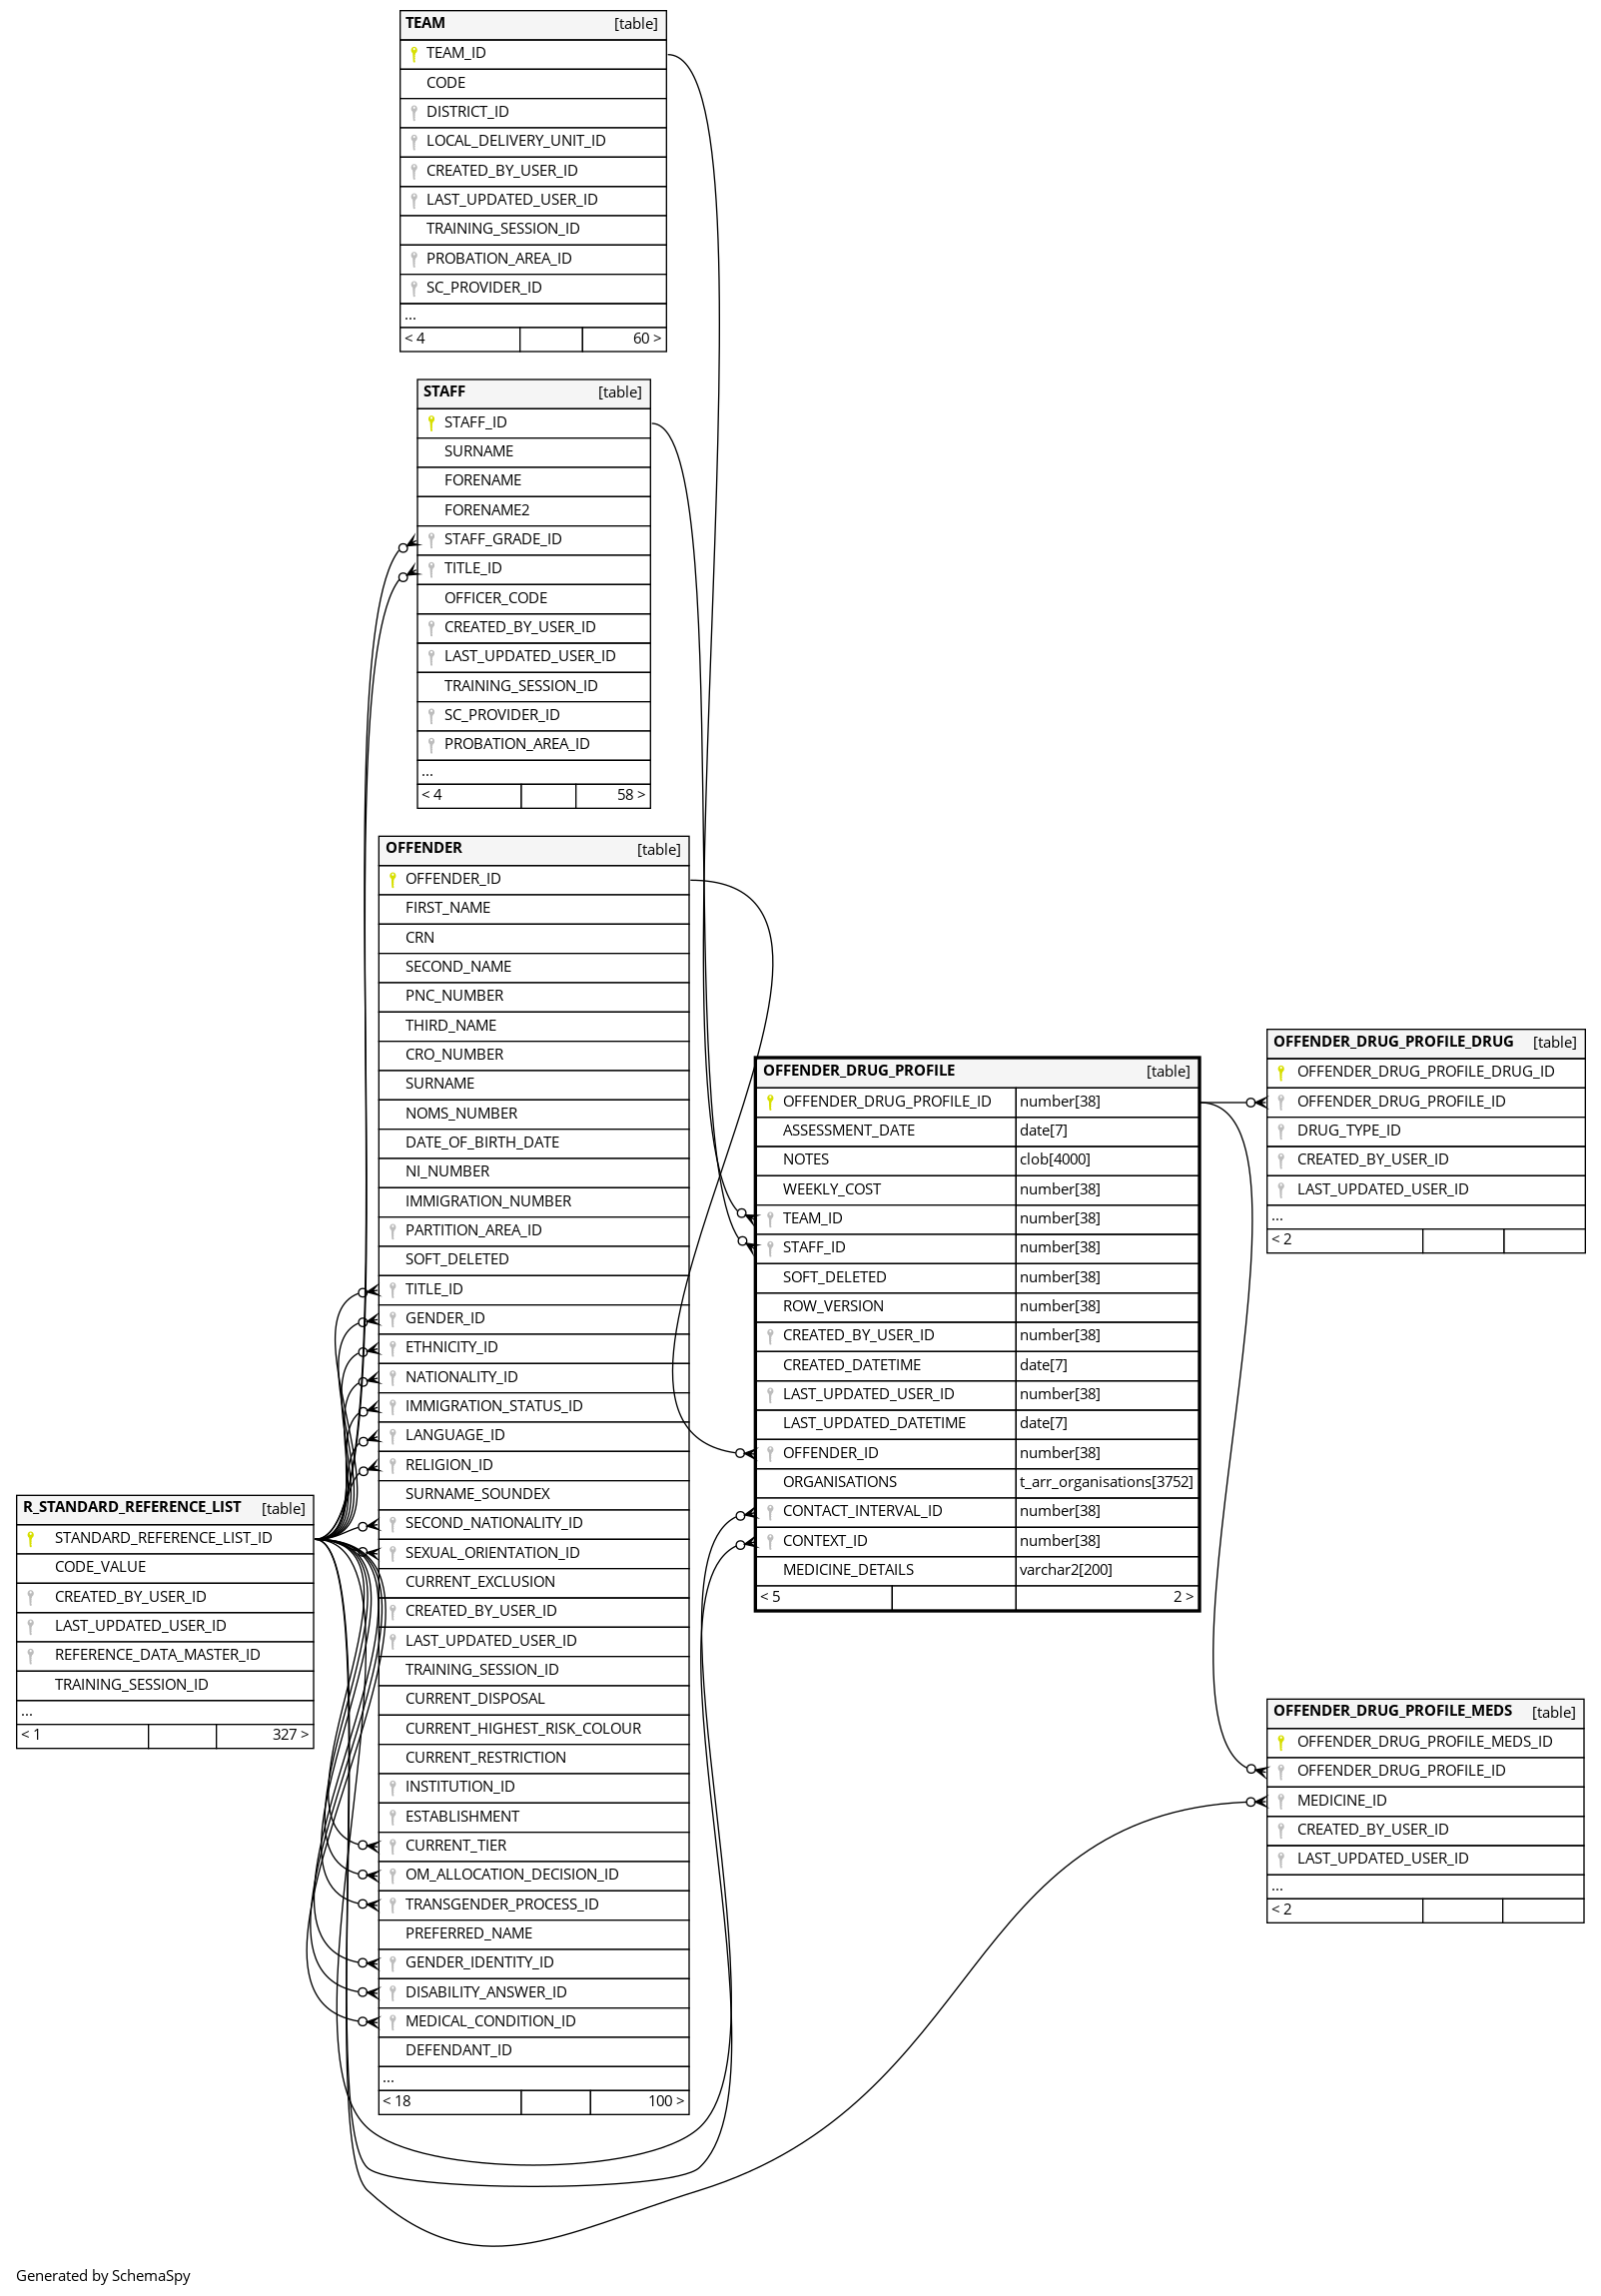 TEAM [table]
TEAM_ID
CODE
DISTRICT_ID
LOCAL_DELIVERY_UNIT_ID
CREATED_BY_USER_ID
LAST_UPDATED_USER_ID
TRAINING_SESSION_ID
PROBATION_AREA_ID
SC_PROVIDER_ID
...
< 4 60 >
STAFF [table]
STAFF_ID
SURNAME
FORENAME
FORENAME2
STAFF_GRADE_ID
TITLE_ID
OFFICER_CODE
CREATED_BY_USER_ID
LAST_UPDATED_USER_ID
TRAINING_SESSION_ID
SC_PROVIDER_ID
PROBATION_AREA_ID
...
< 4 58 >
OFFENDER [table]
OFFENDER_ID
FIRST_NAME
CRN
SECOND_NAME
PNC_NUMBER
THIRD_NAME
CRO_NUMBER
SURNAME
NOMS_NUMBER
DATE_OF_BIRTH_DATE
NI_NUMBER
IMMIGRATION_NUMBER
PARTITION_AREA_ID
SOFT_DELETED
TITLE_ID
GENDER_ID
ETHNICITY_ID
NATIONALITY_ID
IMMIGRATION_STATUS_ID
LANGUAGE_ID
RELIGION_ID
SURNAME_SOUNDEX
SECOND_NATIONALITY_ID
SEXUAL_ORIENTATION_ID
CURRENT_EXCLUSION
CREATED_BY_USER_ID
LAST_UPDATED_USER_ID
TRAINING_SESSION_ID
CURRENT_DISPOSAL
CURRENT_HIGHEST_RISK_COLOUR
CURRENT_RESTRICTION
INSTITUTION_ID
ESTABLISHMENT
CURRENT_TIER
OM_ALLOCATION_DECISION_ID
TRANSGENDER_PROCESS_ID
PREFERRED_NAME
GENDER_IDENTITY_ID
DISABILITY_ANSWER_ID
MEDICAL_CONDITION_ID
DEFENDANT_ID
...
< 18 100 >
R_STANDARD_REFERENCE_LIST [table]
STANDARD_REFERENCE_LIST_ID
CODE_VALUE
CREATED_BY_USER_ID
LAST_UPDATED_USER_ID
REFERENCE_DATA_MASTER_ID
TRAINING_SESSION_ID
...
< 1 327 >
OFFENDER_DRUG_PROFILE [table]
OFFENDER_DRUG_PROFILE_ID number[38]
ASSESSMENT_DATE date[7]
NOTES clob[4000]
WEEKLY_COST number[38]
TEAM_ID number[38]
STAFF_ID number[38]
SOFT_DELETED number[38]
ROW_VERSION number[38]
CREATED_BY_USER_ID number[38]
CREATED_DATETIME date[7]
LAST_UPDATED_USER_ID number[38]
LAST_UPDATED_DATETIME date[7]
OFFENDER_ID number[38]
ORGANISATIONS t_arr_organisations[3752]
CONTACT_INTERVAL_ID number[38]
CONTEXT_ID number[38]
MEDICINE_DETAILS varchar2[200]
< 5 2 >
OFFENDER_DRUG_PROFILE_DRUG [table]
OFFENDER_DRUG_PROFILE_DRUG_ID
OFFENDER_DRUG_PROFILE_ID
DRUG_TYPE_ID
CREATED_BY_USER_ID
LAST_UPDATED_USER_ID
...
< 2
OFFENDER_DRUG_PROFILE_MEDS [table]
OFFENDER_DRUG_PROFILE_MEDS_ID
OFFENDER_DRUG_PROFILE_ID
MEDICINE_ID
CREATED_BY_USER_ID
LAST_UPDATED_USER_ID
...
< 2
Generated by SchemaSpy